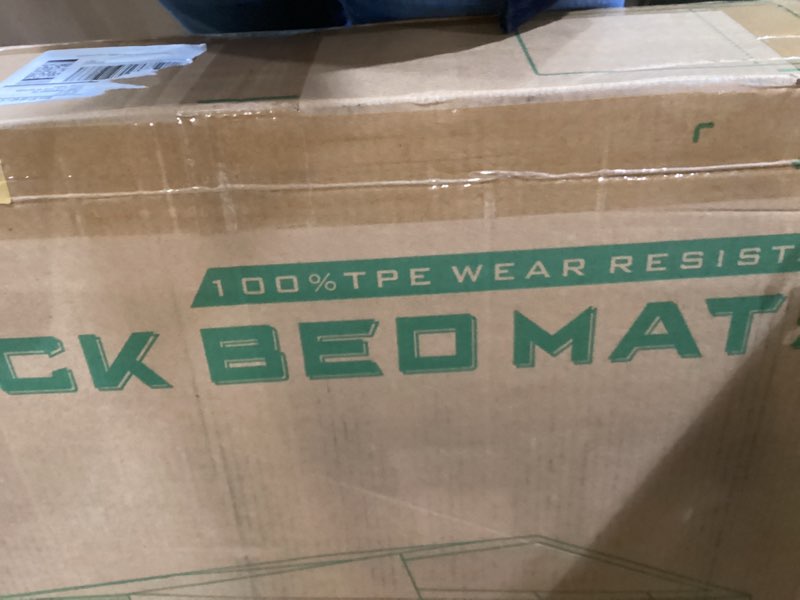 100% TPE WEAR RESIST
CK BED MAT